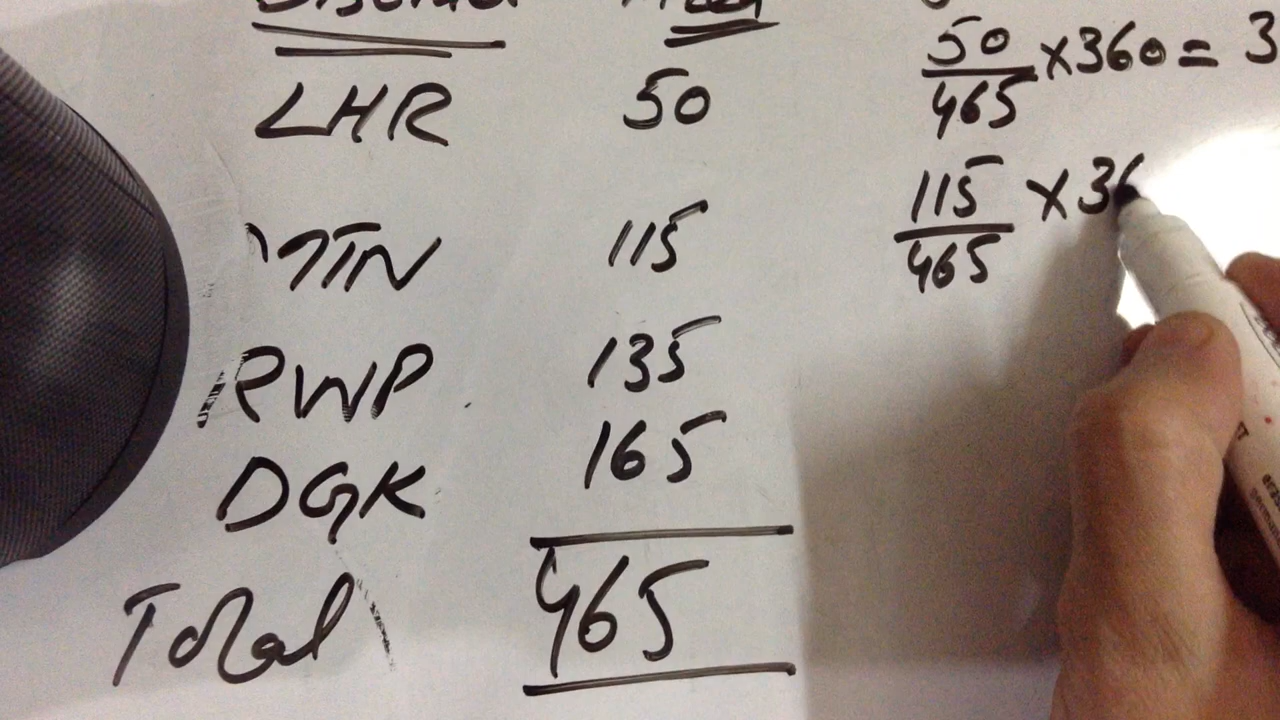 50/465 ×360 = 3
LHR 50
115/465 ×36
MTN 115
RWP 135
DGK 165
Total 465